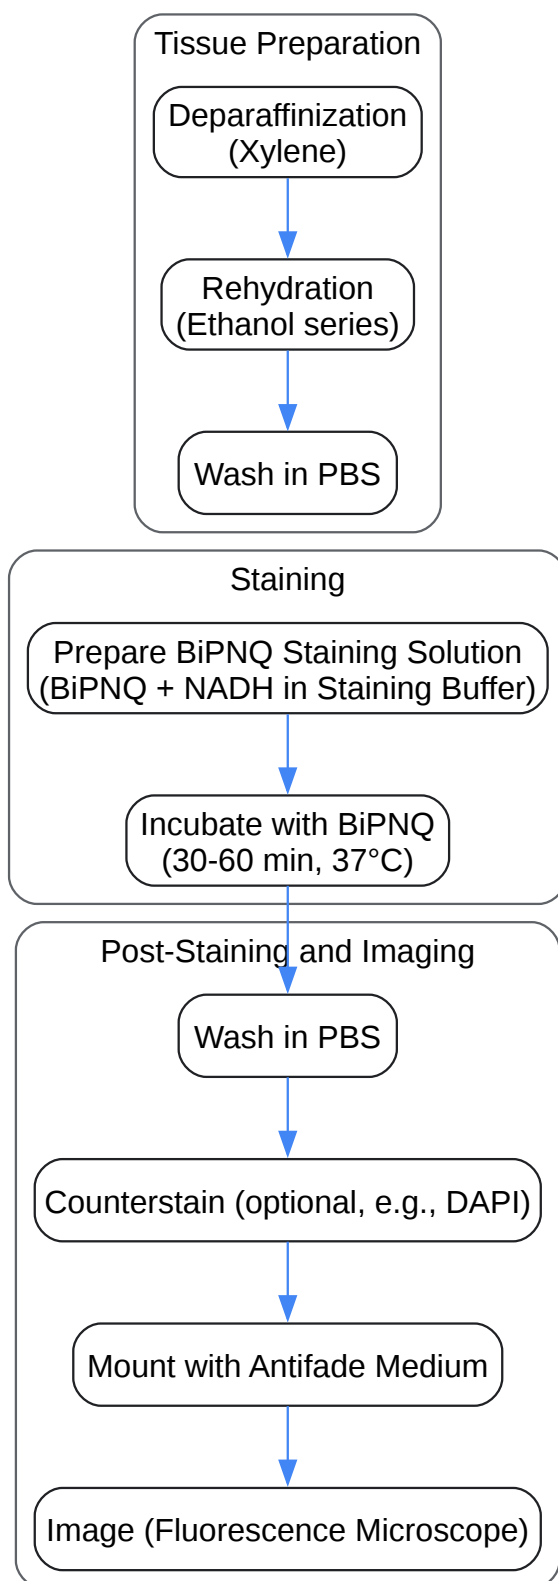 Tissue Preparation
Deparaffinization
(Xylene)
Rehydration
(Ethanol series)
Wash in PBS
Staining
Prepare BiPNQ Staining Solution
(BiPNQ + NADH in Staining Buffer)
Incubate with BiPNQ
(30-60 min, 37°C)
Post-Staining and Imaging
Wash in PBS
Counterstain (optional, e.g., DAPI)
Mount with Antifade Medium
Image (Fluorescence Microscope)